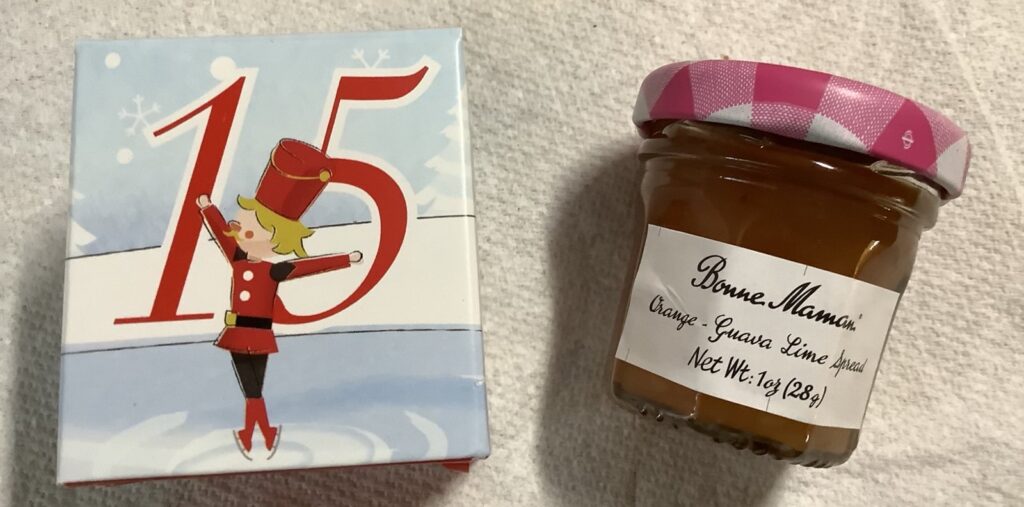 15
Bonne Maman®
Orange - Guava Lime Spread
Net Wt: 1oz (28g)